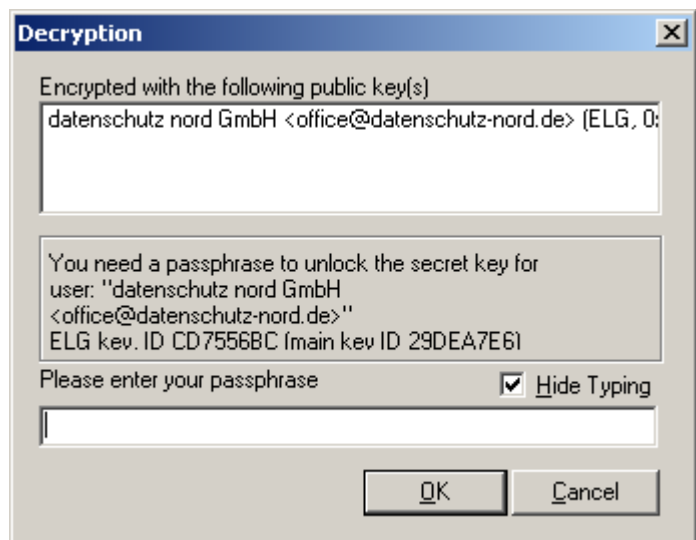 Decryption
Encrypted with the following public key(s)
datenschutz nord GmbH <office@datenschutz-nord.de> (ELG, 0:
You need a passphrase to unlock the secret key for
user: "datenschutz nord GmbH
<office@datenschutz-nord.de>"
ELG key, ID CD7556BC (main key ID 29DEA7E6)
Please enter your passphrase
Hide Typing
OK
Cancel